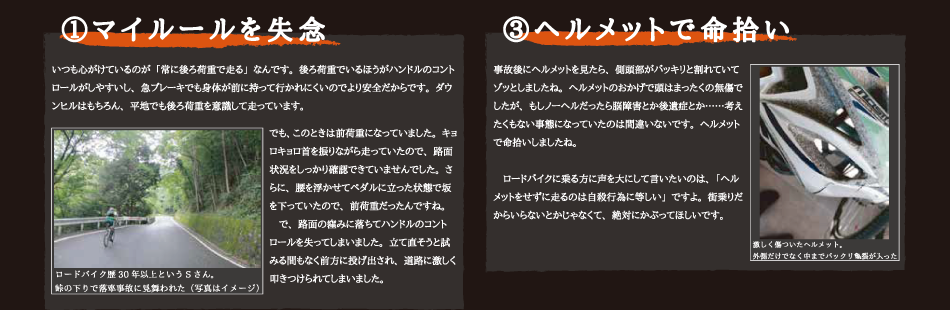 ①マイルールを失念
いつも心がけているのが「常に後ろ荷重で走る」なんです。後ろ荷重でいるほうがハンドルのコント
ロールがしやすいし、急ブレーキでも身体が前に持って行かれにくいのでより安全だからです。ダウ
ンヒルはもちろん、平地でも後ろ荷重を意識して走っています。
でも、このときは前荷重になっていました。キョ
ロキョロ首を振りながら走っていたので、路面
状況をしっかり確認できていませんでした。さ
らに、腰を浮かせてペダルに立った状態で坂
を下っていたので、前荷重だったんですね。
で、路面の窪みに落ちてハンドルのコント
ロールを失ってしまいました。立て直そうと試
みる間もなく前方に投げ出され、道路に激しく
叩きつけられてしまいました。
ロードバイク歴30年以上というSさん。
峠の下りで落車事故に見舞われた（写真はイメージ）
③ヘルメットで命拾い
事故後にヘルメットを見たら、側頭部がパッキリと割れていて
ゾッとしましたね。ヘルメットのおかげで頭はまったくの無傷で
したが、もしノーヘルだったら脳障害とか後遺症とか……考え
たくもない事態になっていたのは間違いないです。ヘルメット
で命拾いしましたね。
ロードバイクに乗る方に声を大にして言いたいのは、「ヘル
メットをせずに走るのは自殺行為に等しい」ですよ。街乗りだ
からいらないとかじゃなくて、絶対にかぶってほしいです。
激しく傷ついたヘルメット。
外側だけでなく中までパックリ亀裂が入った